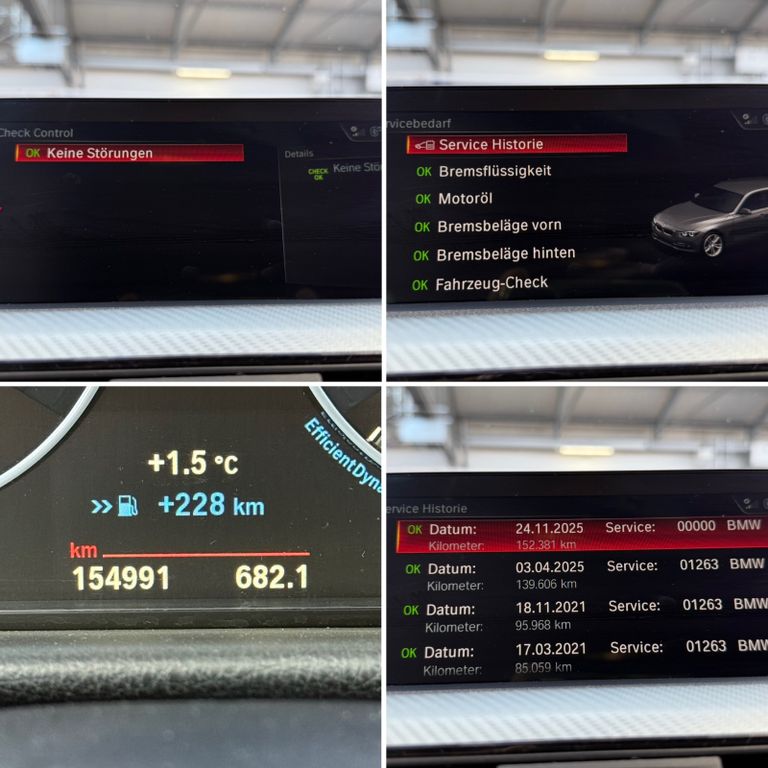 Check Control
OK Keine Störungen
Details
CHECK OK Keine Stö
rvicebedarf
Service Historie
OK Bremsflüssigkeit
OK Motoröl
OK Bremsbeläge vorn
OK Bremsbeläge hinten
OK Fahrzeug-Check
+1.5 °C
+228 km
EfficientDyna
km
154991 682.1
ervice Historie
OK Datum: 24.11.2025 Service: 00000 BMW
Kilometer: 152.381 km
OK Datum: 03.04.2025 Service: 01263 BMW
Kilometer: 139.606 km
OK Datum: 18.11.2021 Service: 01263 BMW
Kilometer: 95.968 km
OK Datum: 17.03.2021 Service: 01263 BMW
Kilometer: 85.059 km